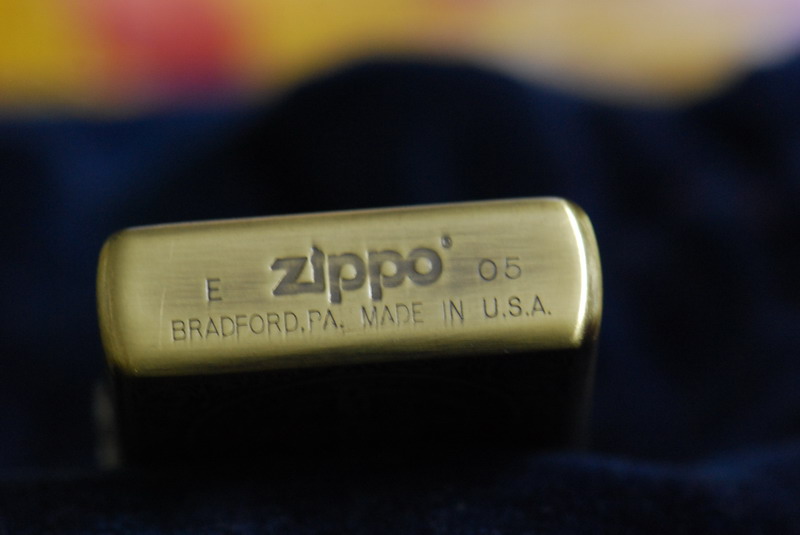 E zippo® 05
BRADFORD,PA. MADE IN U.S.A.